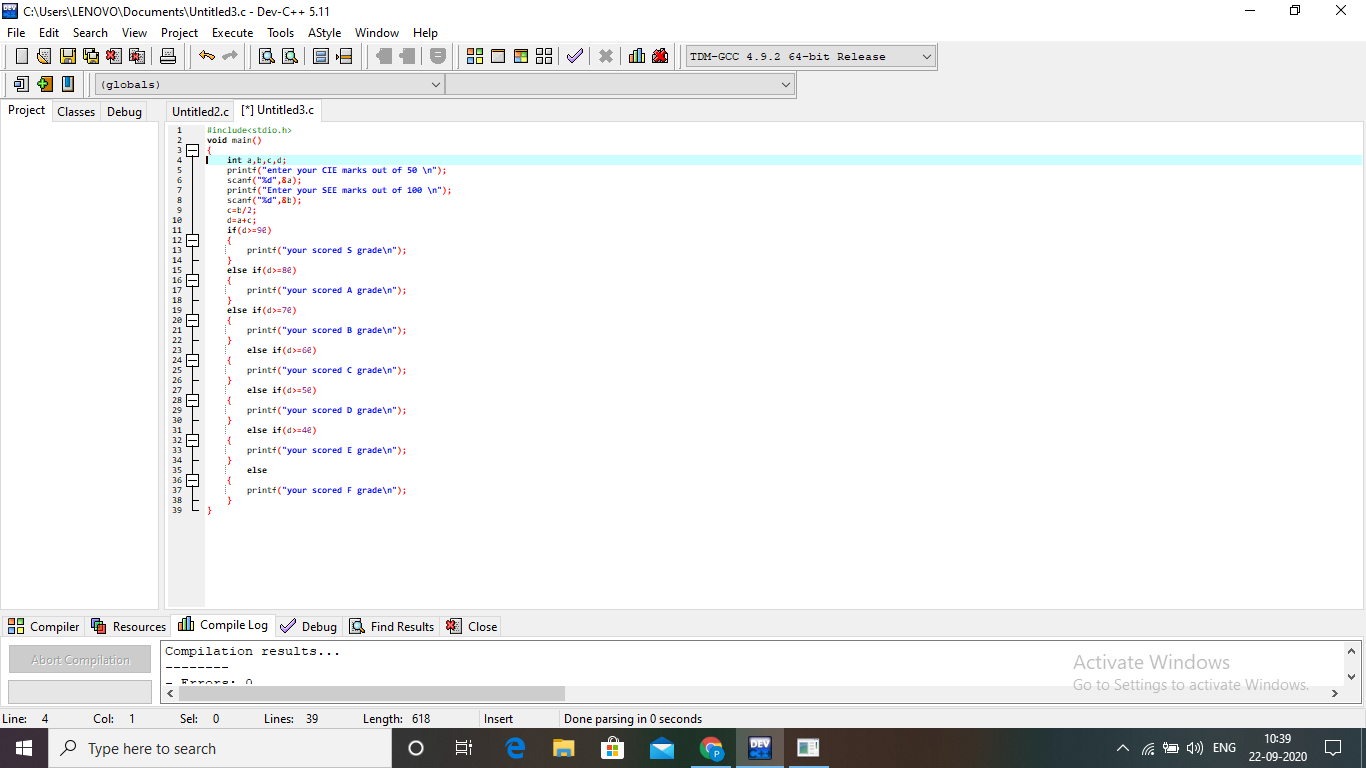 C:\Users\LENOVO\Documents\Untitled3.c - Dev-C++ 5.11
File Edit Search View Project Execute Tools AStyle Window Help
TDM-GCC 4.9.2 64-bit Release
(globals)
Project Classes Debug Untitled2.c [*] Untitled3.c
1 #include<stdio.h>
2 void main()
3 {
4 int a,b,c,d;
5 printf("enter your CIE marks out of 50 \n");
6 scanf("%d",&a);
7 printf("Enter your SEE marks out of 100 \n");
8 scanf("%d",&b);
9 c=b/2;
10 d=a+c;
11 if(d>=90)
12 {
13 printf("your scored S grade\n");
14 }
15 else if(d>=80)
16 {
17 printf("your scored A grade\n");
18 }
19 else if(d>=70)
20 {
21 printf("your scored B grade\n");
22 }
23 else if(d>=60)
24 {
25 printf("your scored C grade\n");
26 }
27 else if(d>=50)
28 {
29 printf("your scored D grade\n");
30 }
31 else if(d>=40)
32 {
33 printf("your scored E grade\n");
34 }
35 else
36 {
37 printf("your scored F grade\n");
38 }
39 }
Compiler Resources Compile Log Debug Find Results Close
Abort Compilation
Compilation results...
--------
- Errors: 0
Activate Windows
Go to Settings to activate Windows.
Line: 4 Col: 1 Sel: 0 Lines: 39 Length: 618 Insert Done parsing in 0 seconds
Type here to search
DEV
P
ENG
10:39
22-09-2020